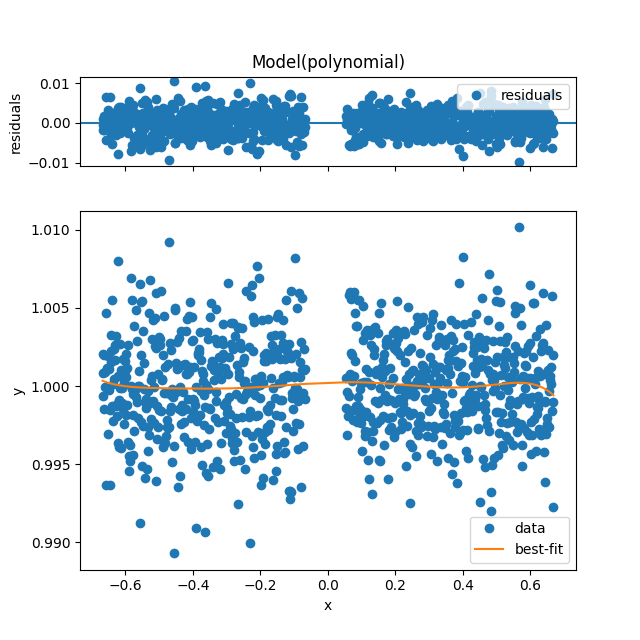 Model(polynomial)
0.01
0.00
−0.01
residuals
residuals
1.010
1.005
1.000
0.995
0.990
y
data
best-fit
−0.6 −0.4 −0.2 0.0 0.2 0.4 0.6
x